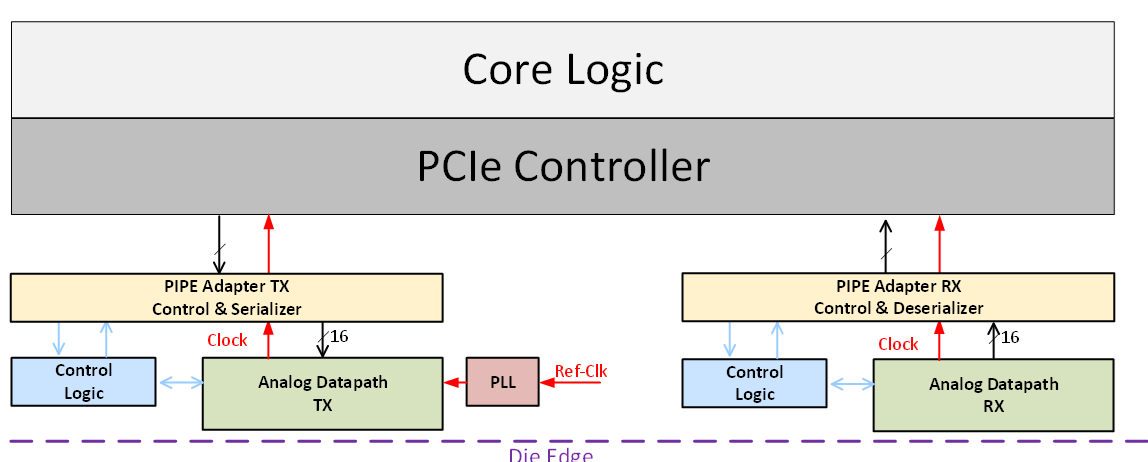 Core Logic
PCIe Controller
PIPE Adapter TX
Control & Serializer
PIPE Adapter RX
Control & Deserializer
Clock
16
Clock
16
Control
Logic
Analog Datapath
TX
PLL
Ref-Clk
Control
Logic
Analog Datapath
RX
Die Edge